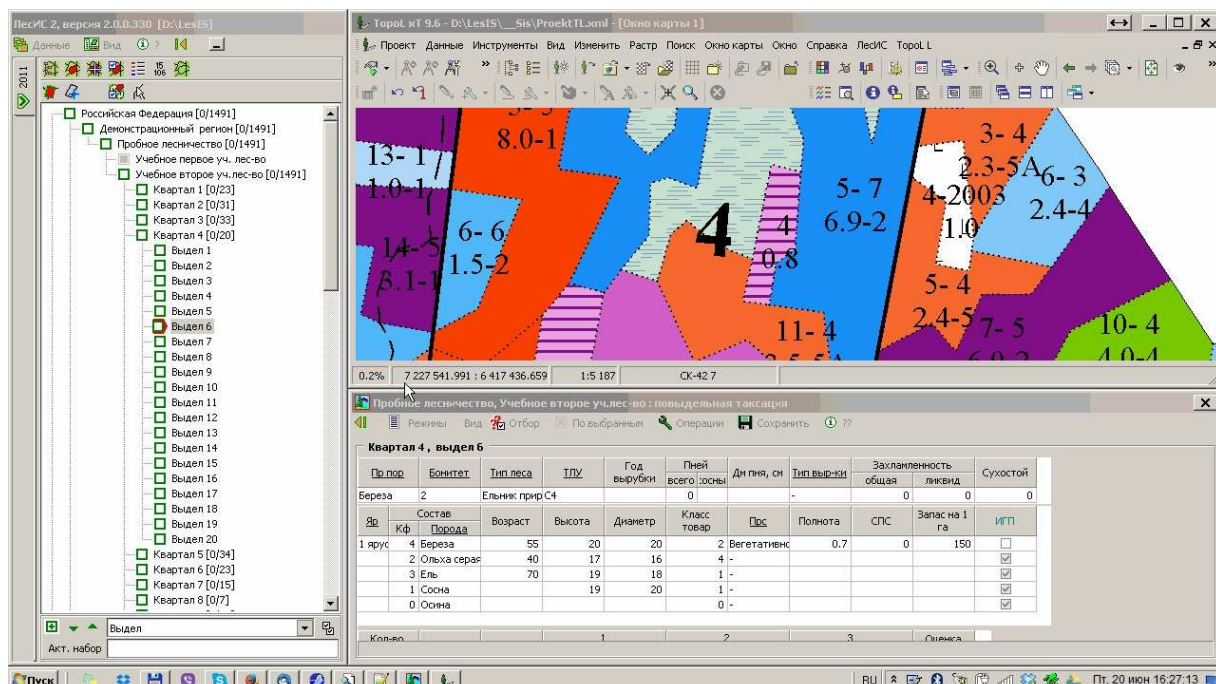 ЛесИС 2, версия 2.0.0.330 [D:\LesIS]
Данные Вид ?
2011
15
106
Российская Федерация [0/1491]
Демонстрационный регион [0/1491]
Пробное лесничество [0/1491]
Учебное первое уч. лес-во
Учебное второе уч.лес-во [0/1491]
Квартал 1 [0/23]
Квартал 2 [0/31]
Квартал 3 [0/33]
Квартал 4 [0/20]
Выдел 1
Выдел 2
Выдел 3
Выдел 4
Выдел 5
Выдел 6
Выдел 7
Выдел 8
Выдел 9
Выдел 10
Выдел 11
Выдел 12
Выдел 13
Выдел 14
Выдел 15
Выдел 16
Выдел 17
Выдел 18
Выдел 19
Выдел 20
Квартал 5 [0/34]
Квартал 6 [0/23]
Квартал 7 [0/15]
Квартал 8 [0/7]
Выдел
Акт. набор
TopoL xT 9.6 - D:\LesIS\__Sis\ProektTL.xml - [Окно карты 1]
Проект Данные Инструменты Вид Изменить Растр Поиск Окно карты Окно Справка ЛесИС TopoL L
8.0-1
13- 1
1.0-1
14- 5
3.1-1
6- 6
1.5-2
4
4
0.8
5- 7
6.9-2
11- 4
3- 4
2.3-5А
4-2003
1.0
6- 3
2.4-4
5- 4
2.4-5
7- 5
10- 4
4.0-4
0.2% 7 227 541.991 : 6 417 436.659 1:5 187 СК-42 7
Пробное лесничество, Учебное второе уч.лес-во : повыдельная таксация
Режимы Вид Отбор По выбранным Операции Сохранить ??
Квартал 4 , выдел 6
Пр пор Бонитет Тип леса ТЛУ Год вырубки Пней всего сосны Дм пня, см Тип выр-ки Захламленность общая ликвид Сухостой
Береза 2 Ельник прир С4 0 - 0 0 0
Яр Состав Кф Порода Возраст Высота Диаметр Класс товар Прс Полнота СПС Запас на 1 га ИГП
1 ярус 4 Береза 55 20 20 2 Вегетативно 0.7 0 150
2 Ольха серая 40 17 16 4 -
3 Ель 70 19 18 1 -
1 Сосна 19 20 1 -
0 Осина 0 -
Кол-во 1 2 3 Оценка
Пуск
RU Пт, 20 июн 16:27:13